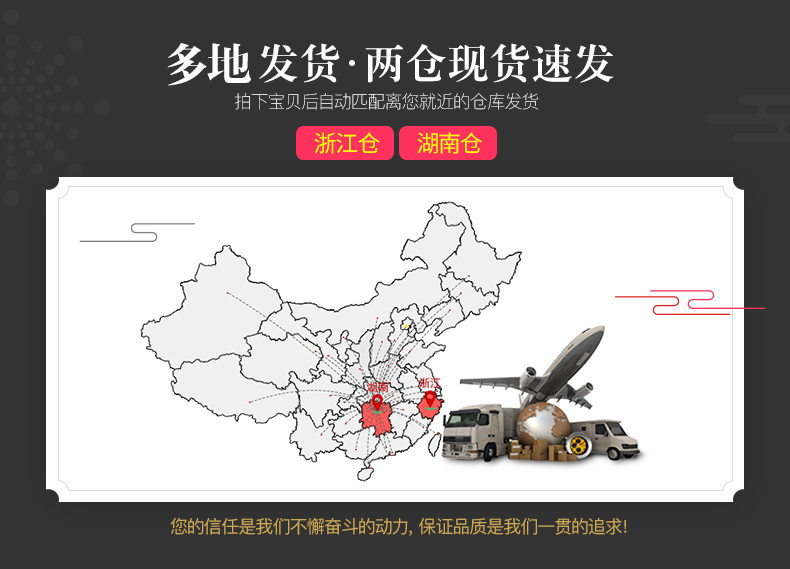 多地发货·两仓现货速发
拍下宝贝后自动匹配离您就近的仓库发货
浙江仓 湖南仓
浙江
湖南
您的信任是我们不懈奋斗的动力, 保证品质是我们一贯的追求!